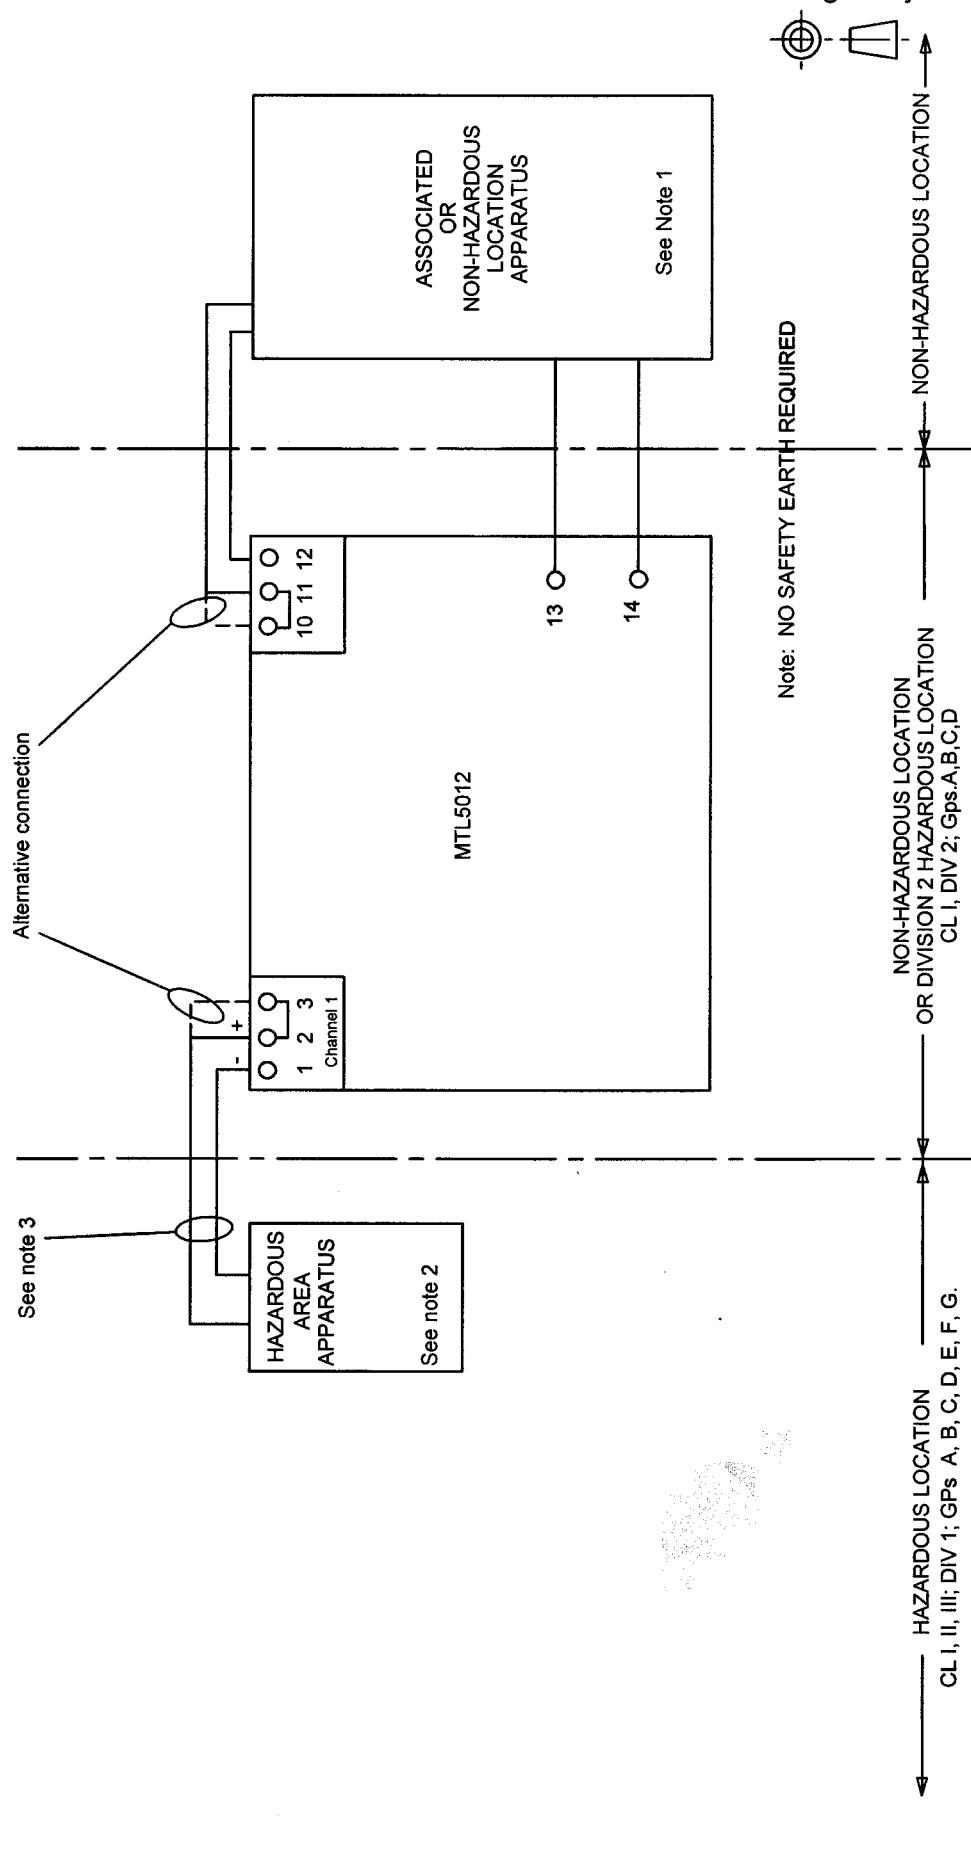 See note 3
Alternative connection
HAZARDOUS
AREA
APPARATUS
See note 2
- +
1 2 3
Channel 1
MTL5012
10 11 12
13
14
ASSOCIATED
OR
NON-HAZARDOUS
LOCATION
APPARATUS
See Note 1
Note: NO SAFETY EARTH REQUIRED
HAZARDOUS LOCATION
CL I, II, III; DIV 1; GPs A, B, C, D, E, F, G.
NON-HAZARDOUS LOCATION
OR DIVISION 2 HAZARDOUS LOCATION
CL I, DIV 2; Gps.A,B,C,D
NON-HAZARDOUS LOCATION